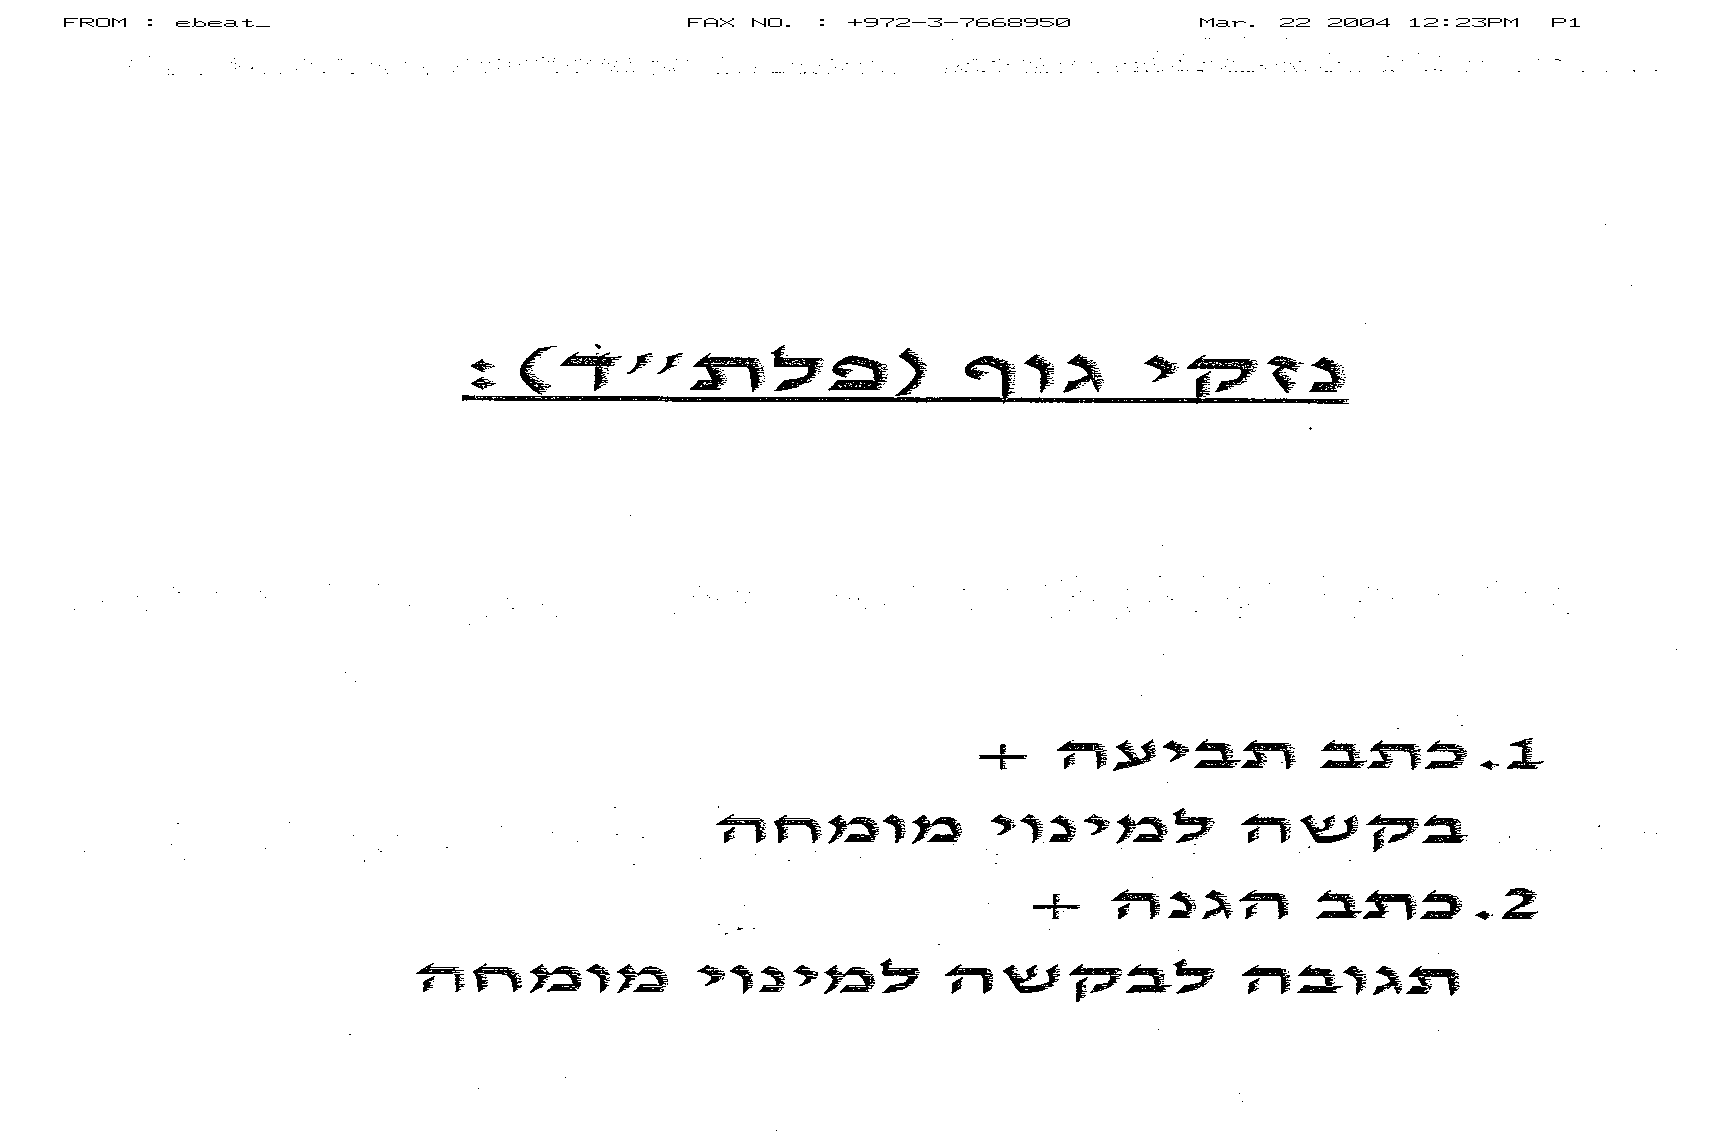 FROM : ebeat_ FAX NO. : +972-3-7668950 Mar. 22 2004 12:23PM P1
נזקי גוף (פלת״ד):
1.כתב תביעה +
בקשה למינוי מומחה
2.כתב הגנה +
תגובה לבקשה למינוי מומחה